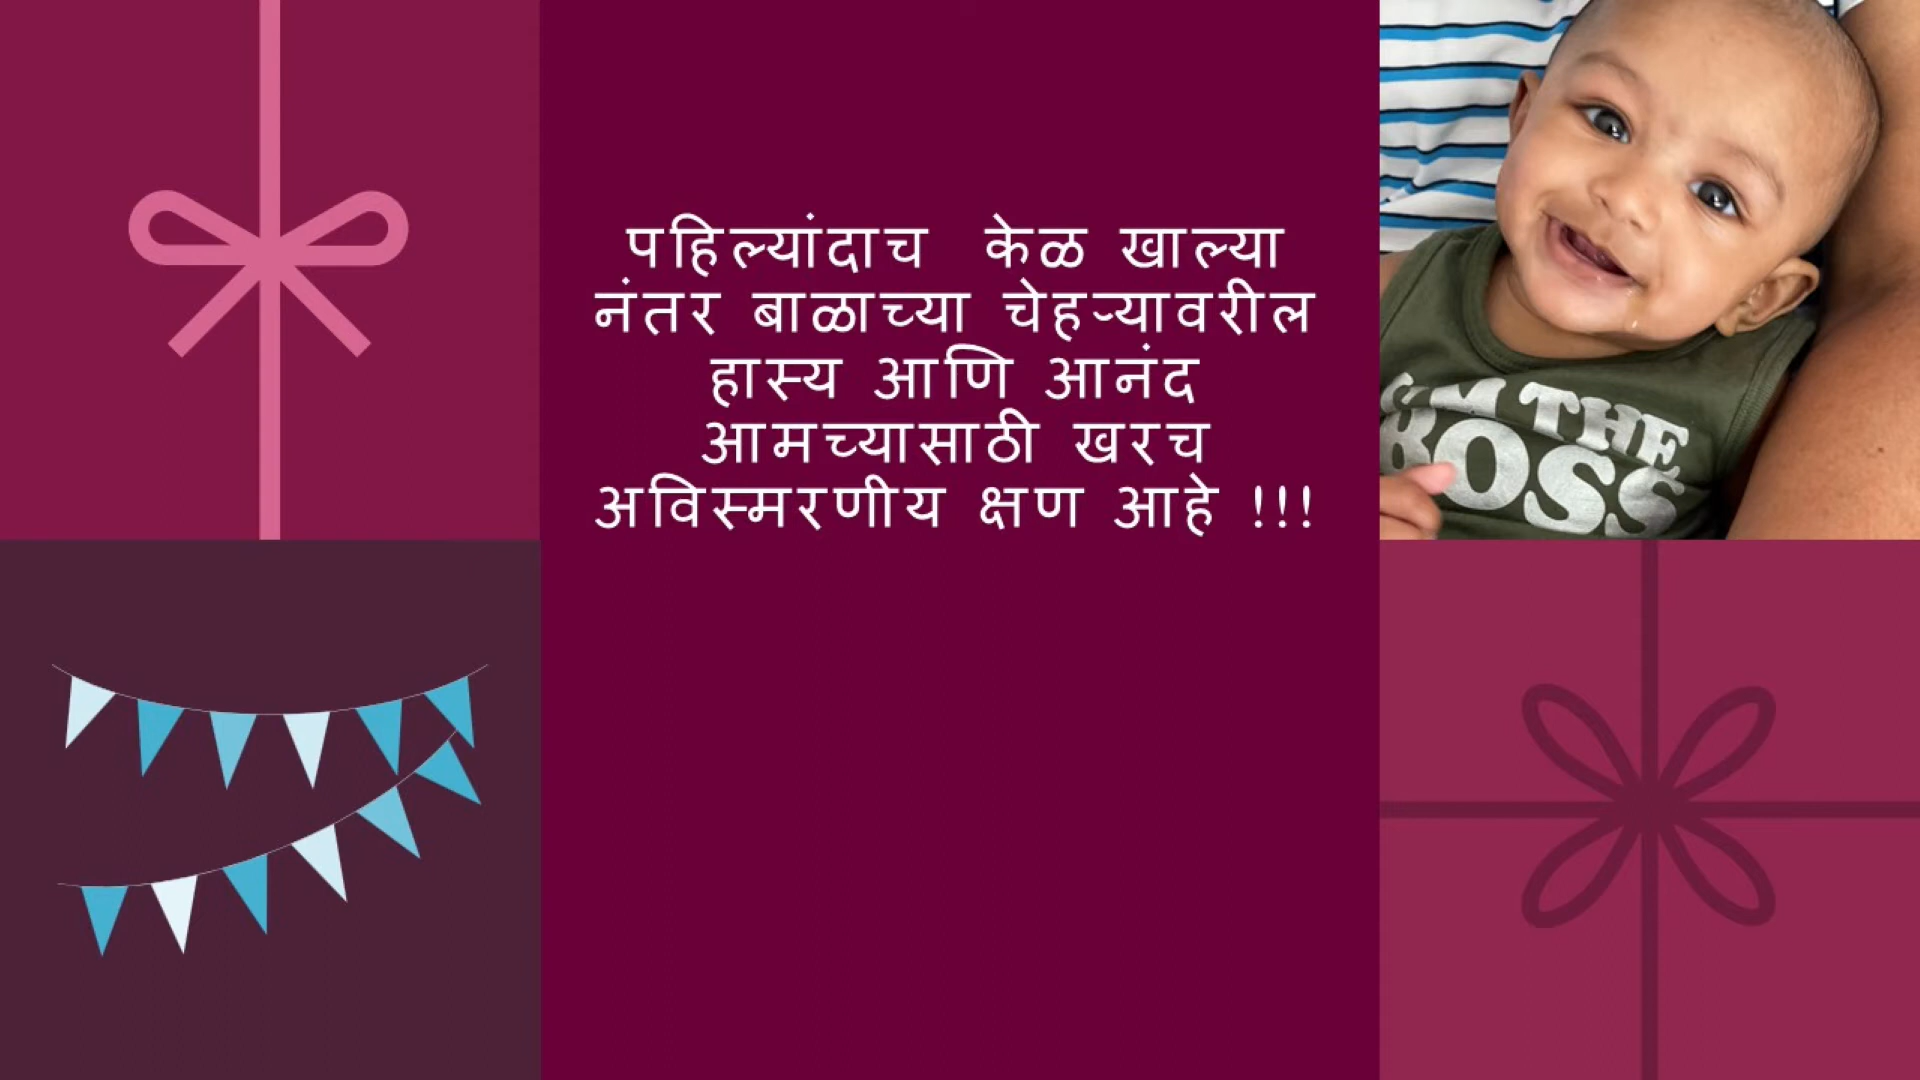 पहिल्यांदाच केळ खाल्या
नंतर बाळाच्या चेहऱ्यावरील
हास्य आणि आनंद
आमच्यासाठी खरच
अविस्मरणीय क्षण आहे !!!
I'M THE
BOSS